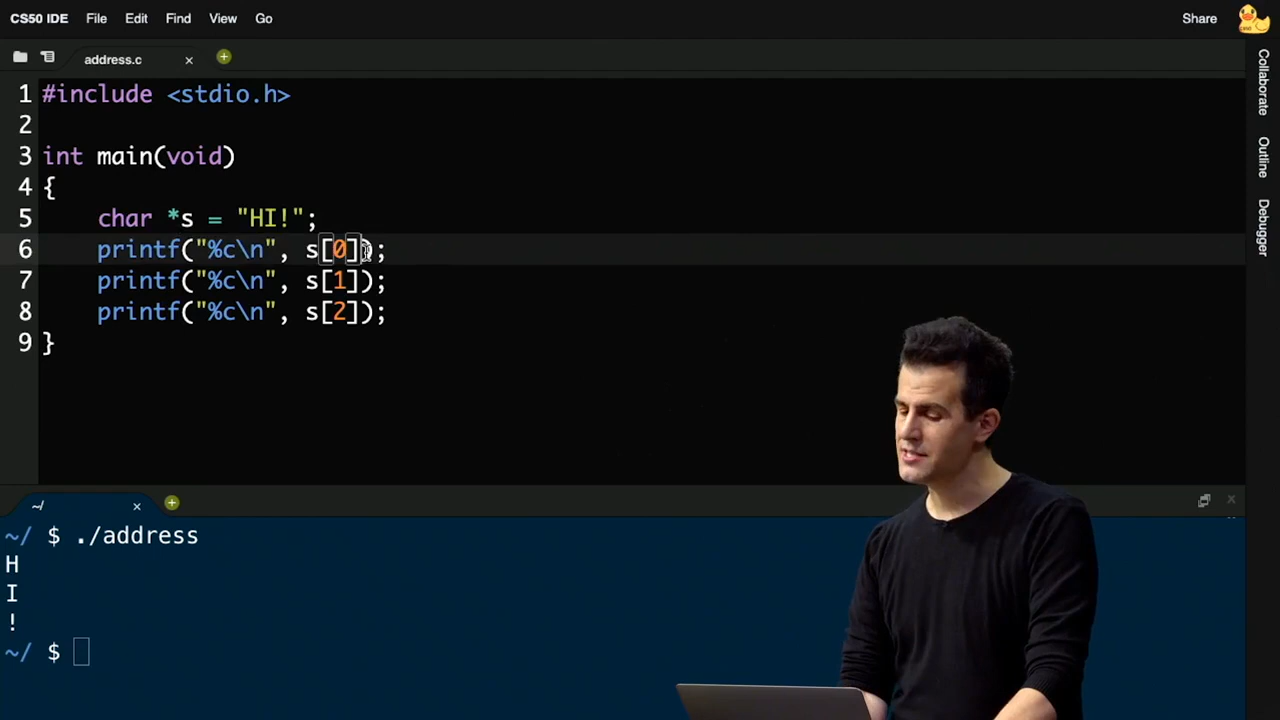 CS50 IDE File Edit Find View Go Share
address.c
1 #include <stdio.h>
2
3 int main(void)
4 {
5     char *s = "HI!";
6     printf("%c\n", s[0]);
7     printf("%c\n", s[1]);
8     printf("%c\n", s[2]);
9 }
Collaborate
Outline
Debugger
~/
~/ $ ./address
H
I
!
~/ $